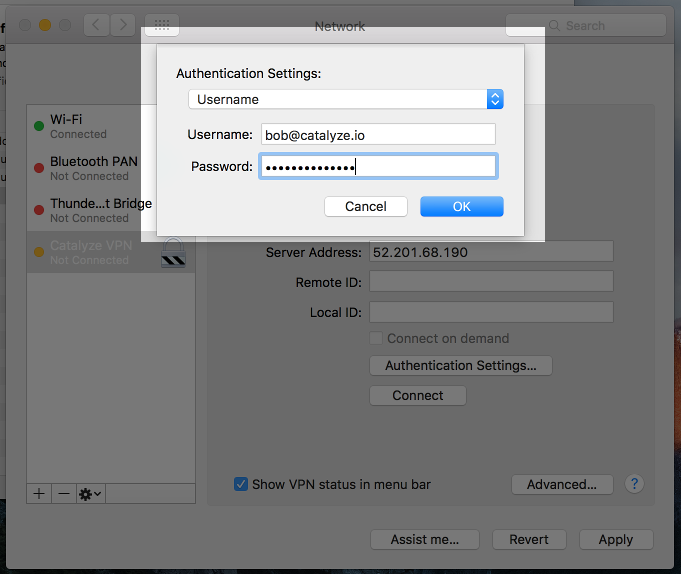 Network
Search
Authentication Settings:
Username
Username: bob@catalyze.io
Password: ••••••••••••••
Cancel
OK
Wi-Fi
Connected
Bluetooth PAN
Not Connected
Thunde...t Bridge
Not Connected
Catalyze VPN
Not Connected
Server Address: 52.201.68.190
Remote ID:
Local ID:
Connect on demand
Authentication Settings...
Connect
Show VPN status in menu bar
Advanced...
?
Assist me...
Revert
Apply